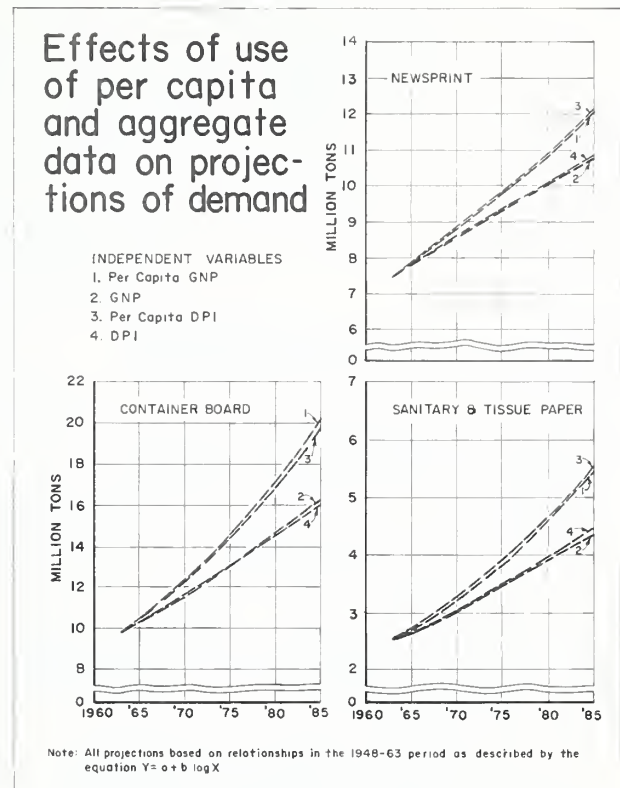 Effects of use
of per capita
and aggregate
data on projec-
tions of demand
INDEPENDENT VARIABLES
1. Per Capita GNP
2. GNP
3. Per Capita DPI
4. DPI
MILLION TONS
14
13
12
11
10
9
8
7
6
0
NEWSPRINT
3
1
4
2
MILLION TONS
22
20
18
16
14
12
10
8
0
CONTAINER BOARD
1
3
2
4
1960 '65 '70 '75 '80 '85
7
6
5
4
3
2
0
SANITARY & TISSUE PAPER
3
1
4
2
1960 '65 '70 '75 '80 '85
Note: All projections based on relationships in the 1948-63 period as described by the
equation Y= a + b log X